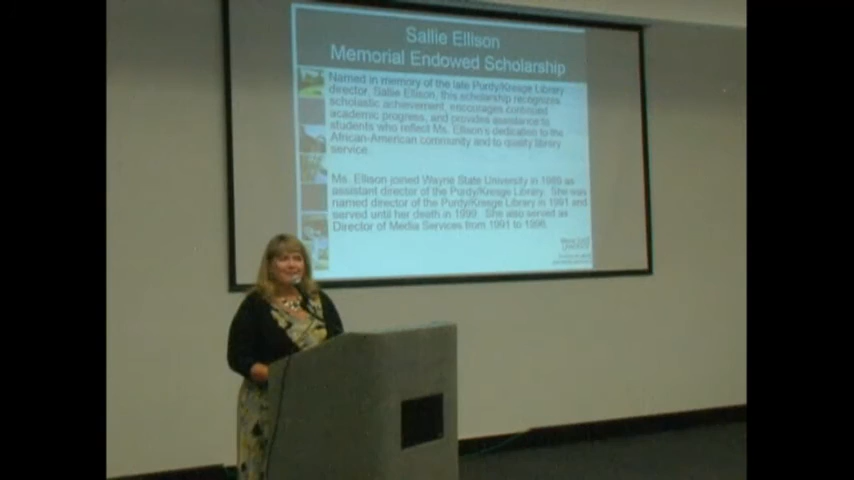 Sallie Ellison
Memorial Endowed Scholarship
Named in memory of the late Purdy/Kresge Library
director, Sallie Ellison, this scholarship recognizes
scholastic achievement, encourages continued
academic progress, and provides assistance to
students who reflect Ms. Ellison's dedication to the
African-American community and to quality library
service.
Ms. Ellison joined Wayne State University in 1989 as
assistant director of the Purdy/Kresge Library. She was
named director of the Purdy/Kresge Library in 1991 and
served until her death in 1999. She also served as
Director of Media Services from 1991 to 1996.